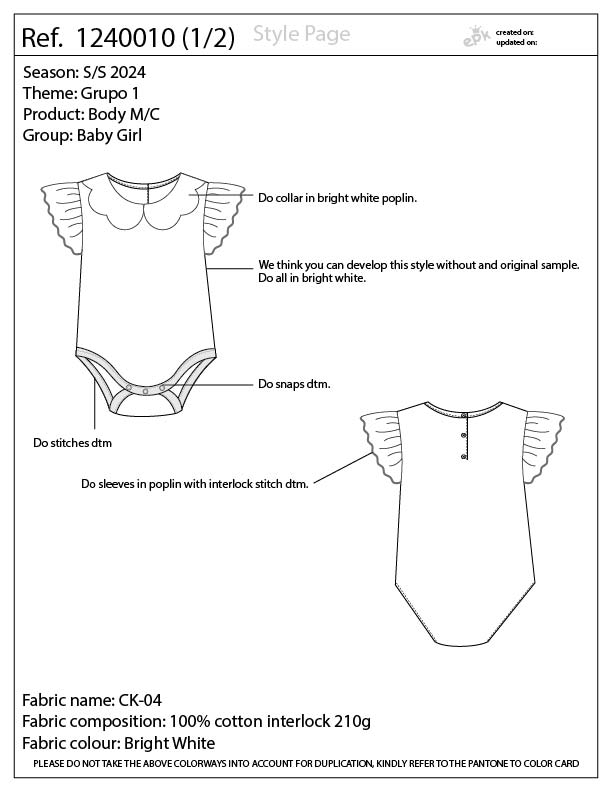 Ref. 1240010 (1/2)
Style Page
epk
created on:
updated on:
Season: S/S 2024
Theme: Grupo 1
Product: Body M/C
Group: Baby Girl
Do collar in bright white poplin.
We think you can develop this style without and original sample.
Do all in bright white.
Do snaps dtm.
Do stitches dtm
Do sleeves in poplin with interlock stitch dtm.
Fabric name: CK-04
Fabric composition: 100% cotton interlock 210g
Fabric colour: Bright White
PLEASE DO NOT TAKE THE ABOVE COLORWAYS INTO ACCOUNT FOR DUPLICATION, KINDLY REFER TO THE PANTONE TO COLOR CARD